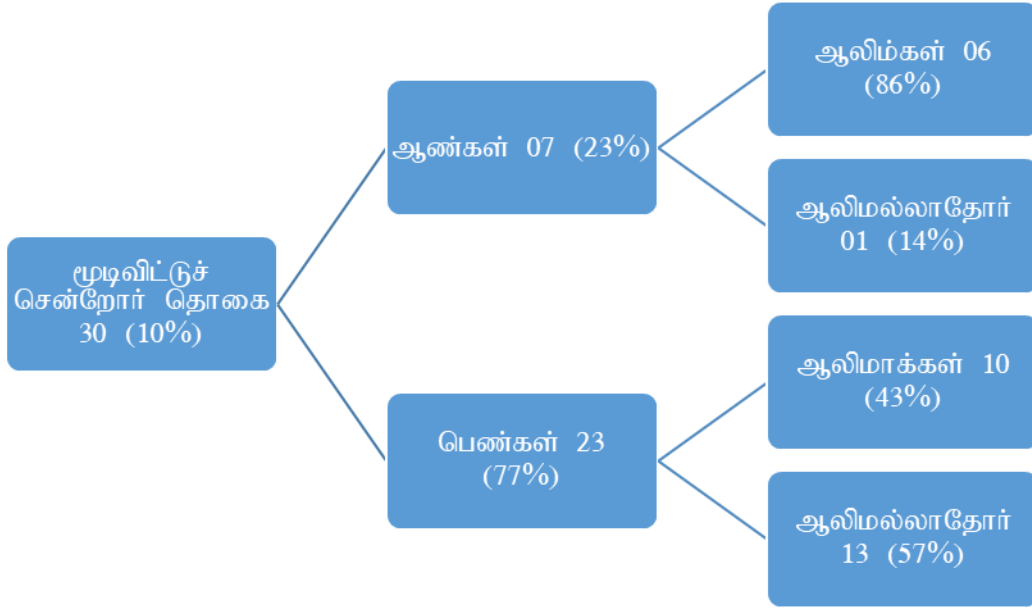 மூடிவிட்டுச்
சென்றோர் தொகை
30 (10%)
ஆண்கள் 07 (23%)
ஆலிம்கள் 06
(86%)
ஆலிமல்லாதோர்
01 (14%)
பெண்கள் 23
(77%)
ஆலிமாக்கள் 10
(43%)
ஆலிமல்லாதோர்
13 (57%)